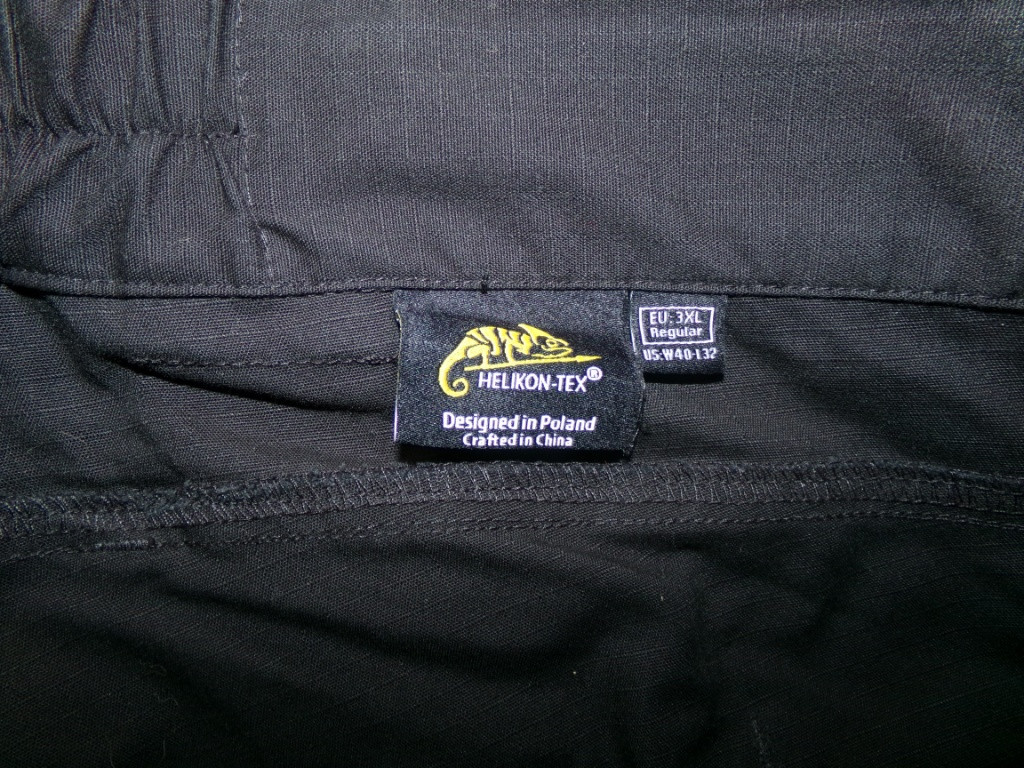 HELIKON-TEX®
Designed in Poland
Crafted in China
EU: 3XL
Regular
US: W40-L32